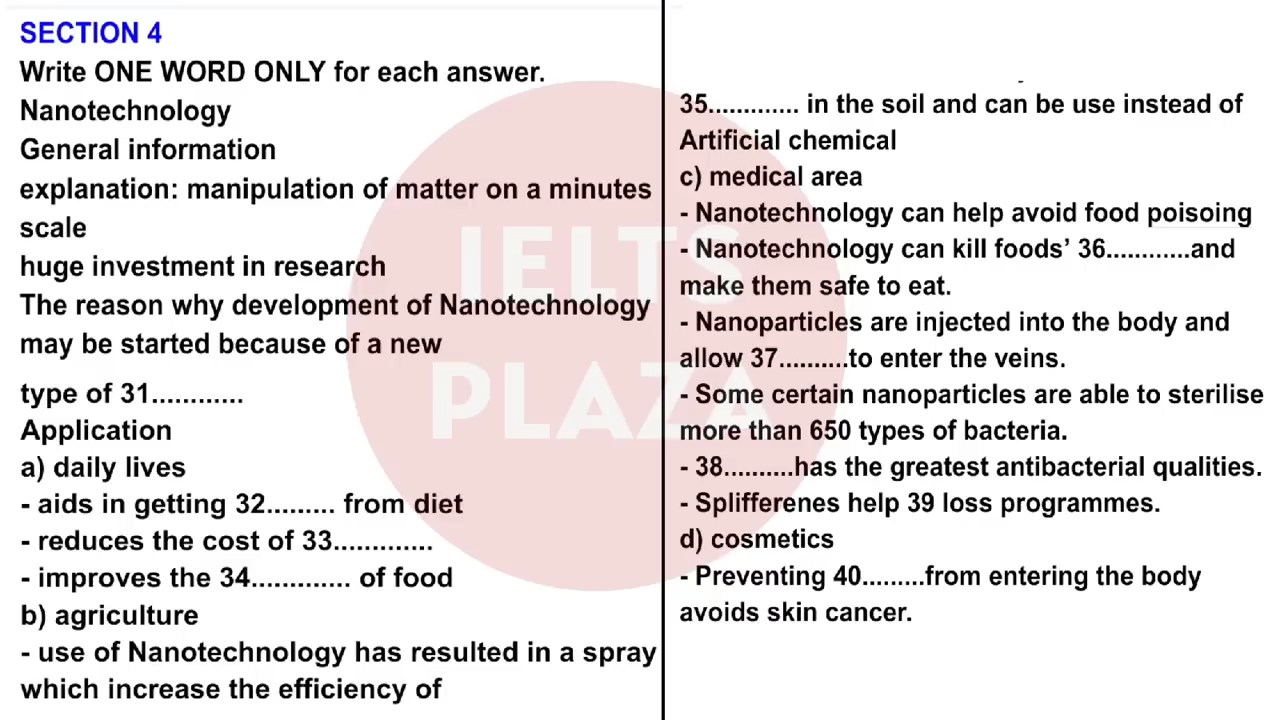 SECTION 4
Write ONE WORD ONLY for each answer.
Nanotechnology
General information
explanation: manipulation of matter on a minutes
scale
huge investment in research
The reason why development of Nanotechnology
may be started because of a new
type of 31............
Application
a) daily lives
- aids in getting 32......... from diet
- reduces the cost of 33.............
- improves the 34............. of food
b) agriculture
- use of Nanotechnology has resulted in a spray
which increase the efficiency of
35............. in the soil and can be use instead of
Artificial chemical
c) medical area
- Nanotechnology can help avoid food poisoing
- Nanotechnology can kill foods’ 36............and
make them safe to eat.
- Nanoparticles are injected into the body and
allow 37..........to enter the veins.
- Some certain nanoparticles are able to sterilise
more than 650 types of bacteria.
- 38..........has the greatest antibacterial qualities.
- Splifferenes help 39 loss programmes.
d) cosmetics
- Preventing 40.........from entering the body
avoids skin cancer.
IELTS
PLAZA